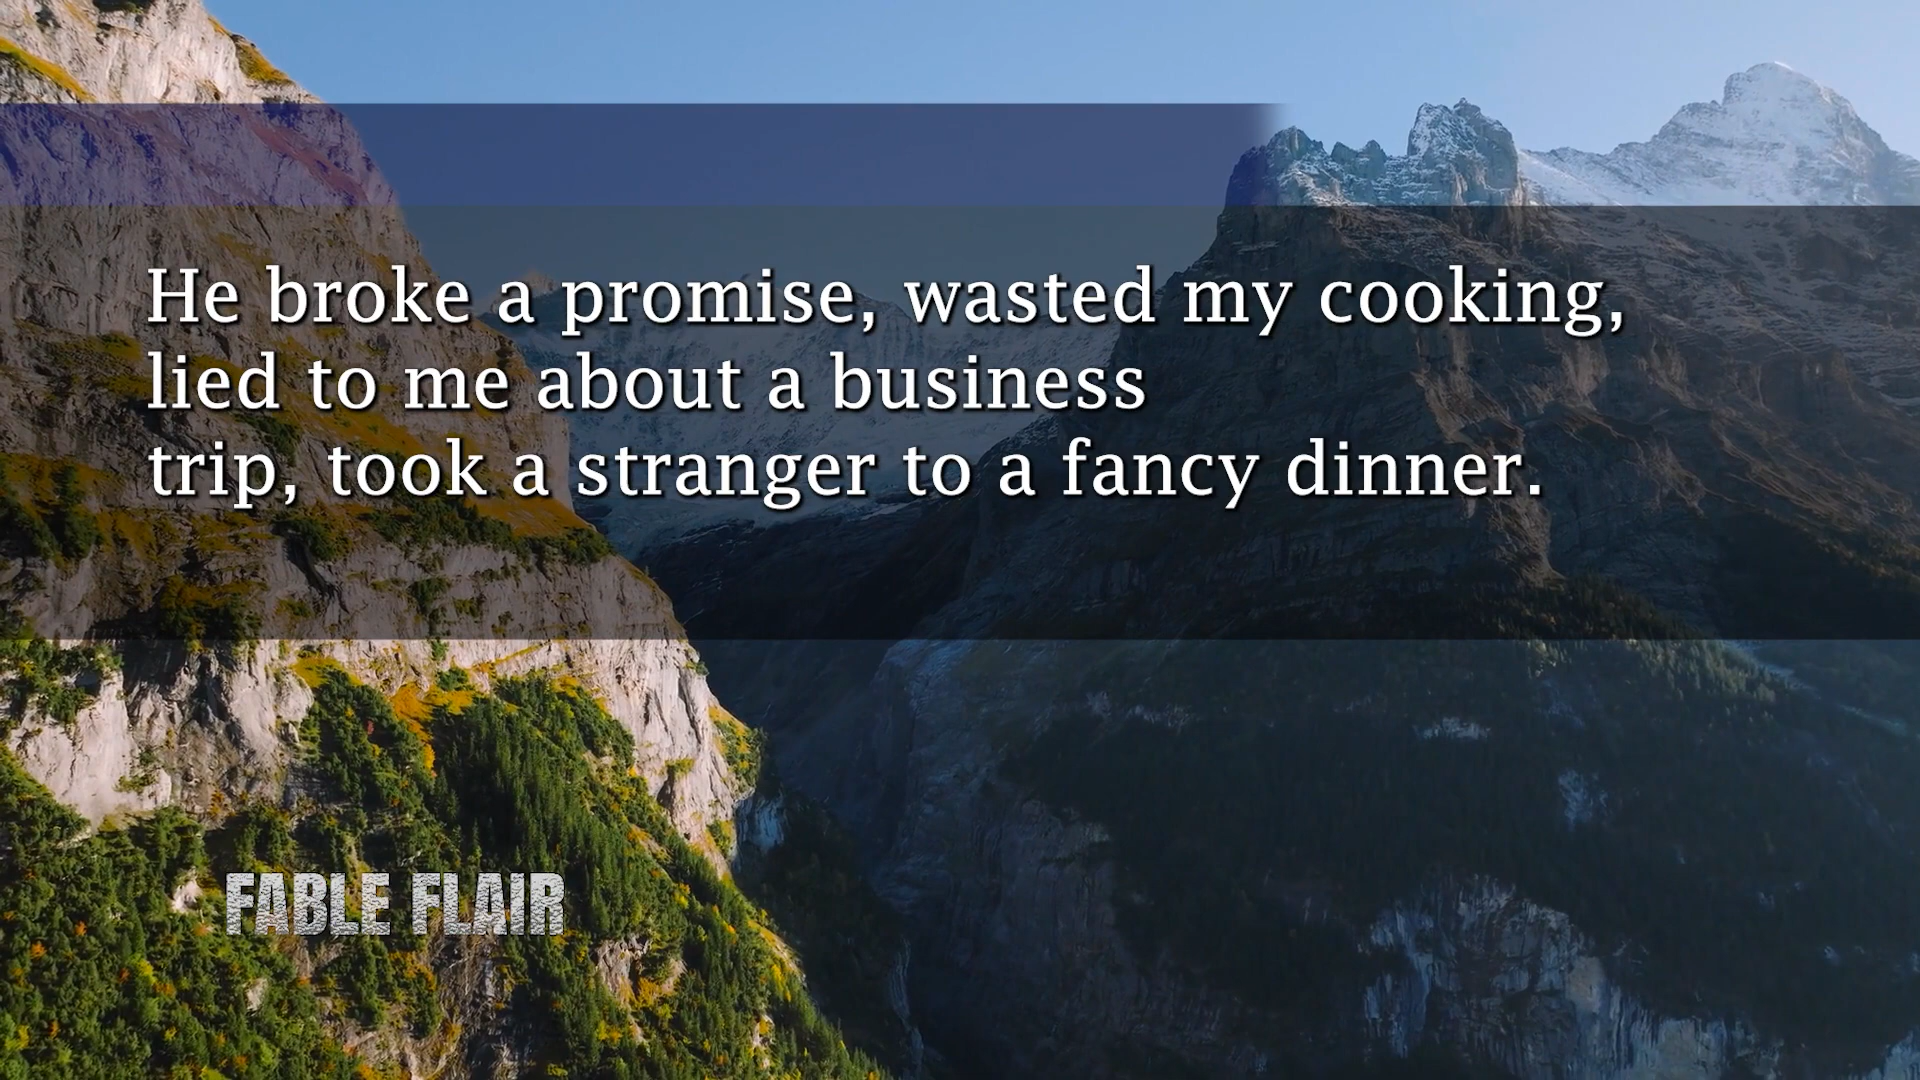 He broke a promise, wasted my cooking,
lied to me about a business
trip, took a stranger to a fancy dinner.
FABLE FLAIR